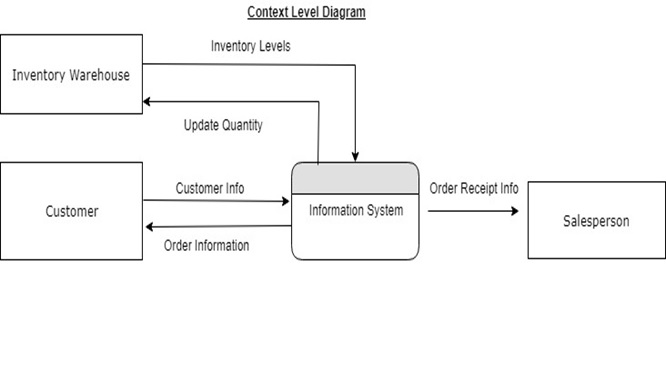 Context Level Diagram
Inventory Levels
Inventory Warehouse
Update Quantity
Customer Info
Order Receipt Info
Customer
Information System
Salesperson
Order Information